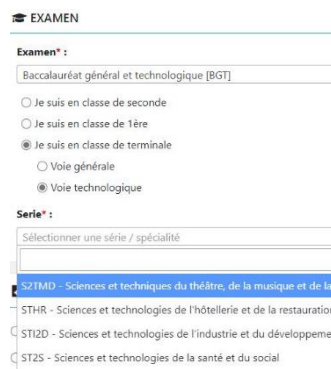 EXAMEN
Examen* :
Baccalauréat général et technologique [BGT]
Je suis en classe de seconde
Je suis en classe de 1ère
Je suis en classe de terminale
Voie générale
Voie technologique
Serie* :
Sélectionner une série / spécialité
S2TMD - Sciences et techniques du théâtre, de la musique et de la
STHR - Sciences et technologies de l'hôtellerie et de la restauration
STI2D - Sciences et technologies de l'industrie et du développeme
ST2S - Sciences et technologies de la santé et du social